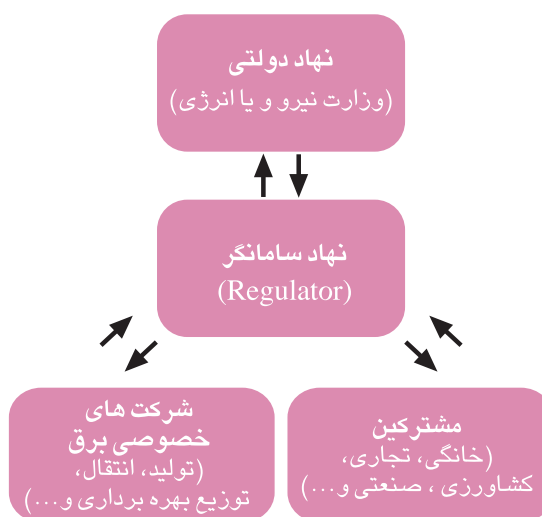 نهاد دولتی
(وزارت نیرو و یا انرژی)
نهاد سامانگر
(Regulator)
شرکت های
خصوصی برق
(تولید، انتقال،
توزیع بهره برداری و...)
مشترکین
(خانگی، تجاری،
کشاورزی ، صنعتی و...)